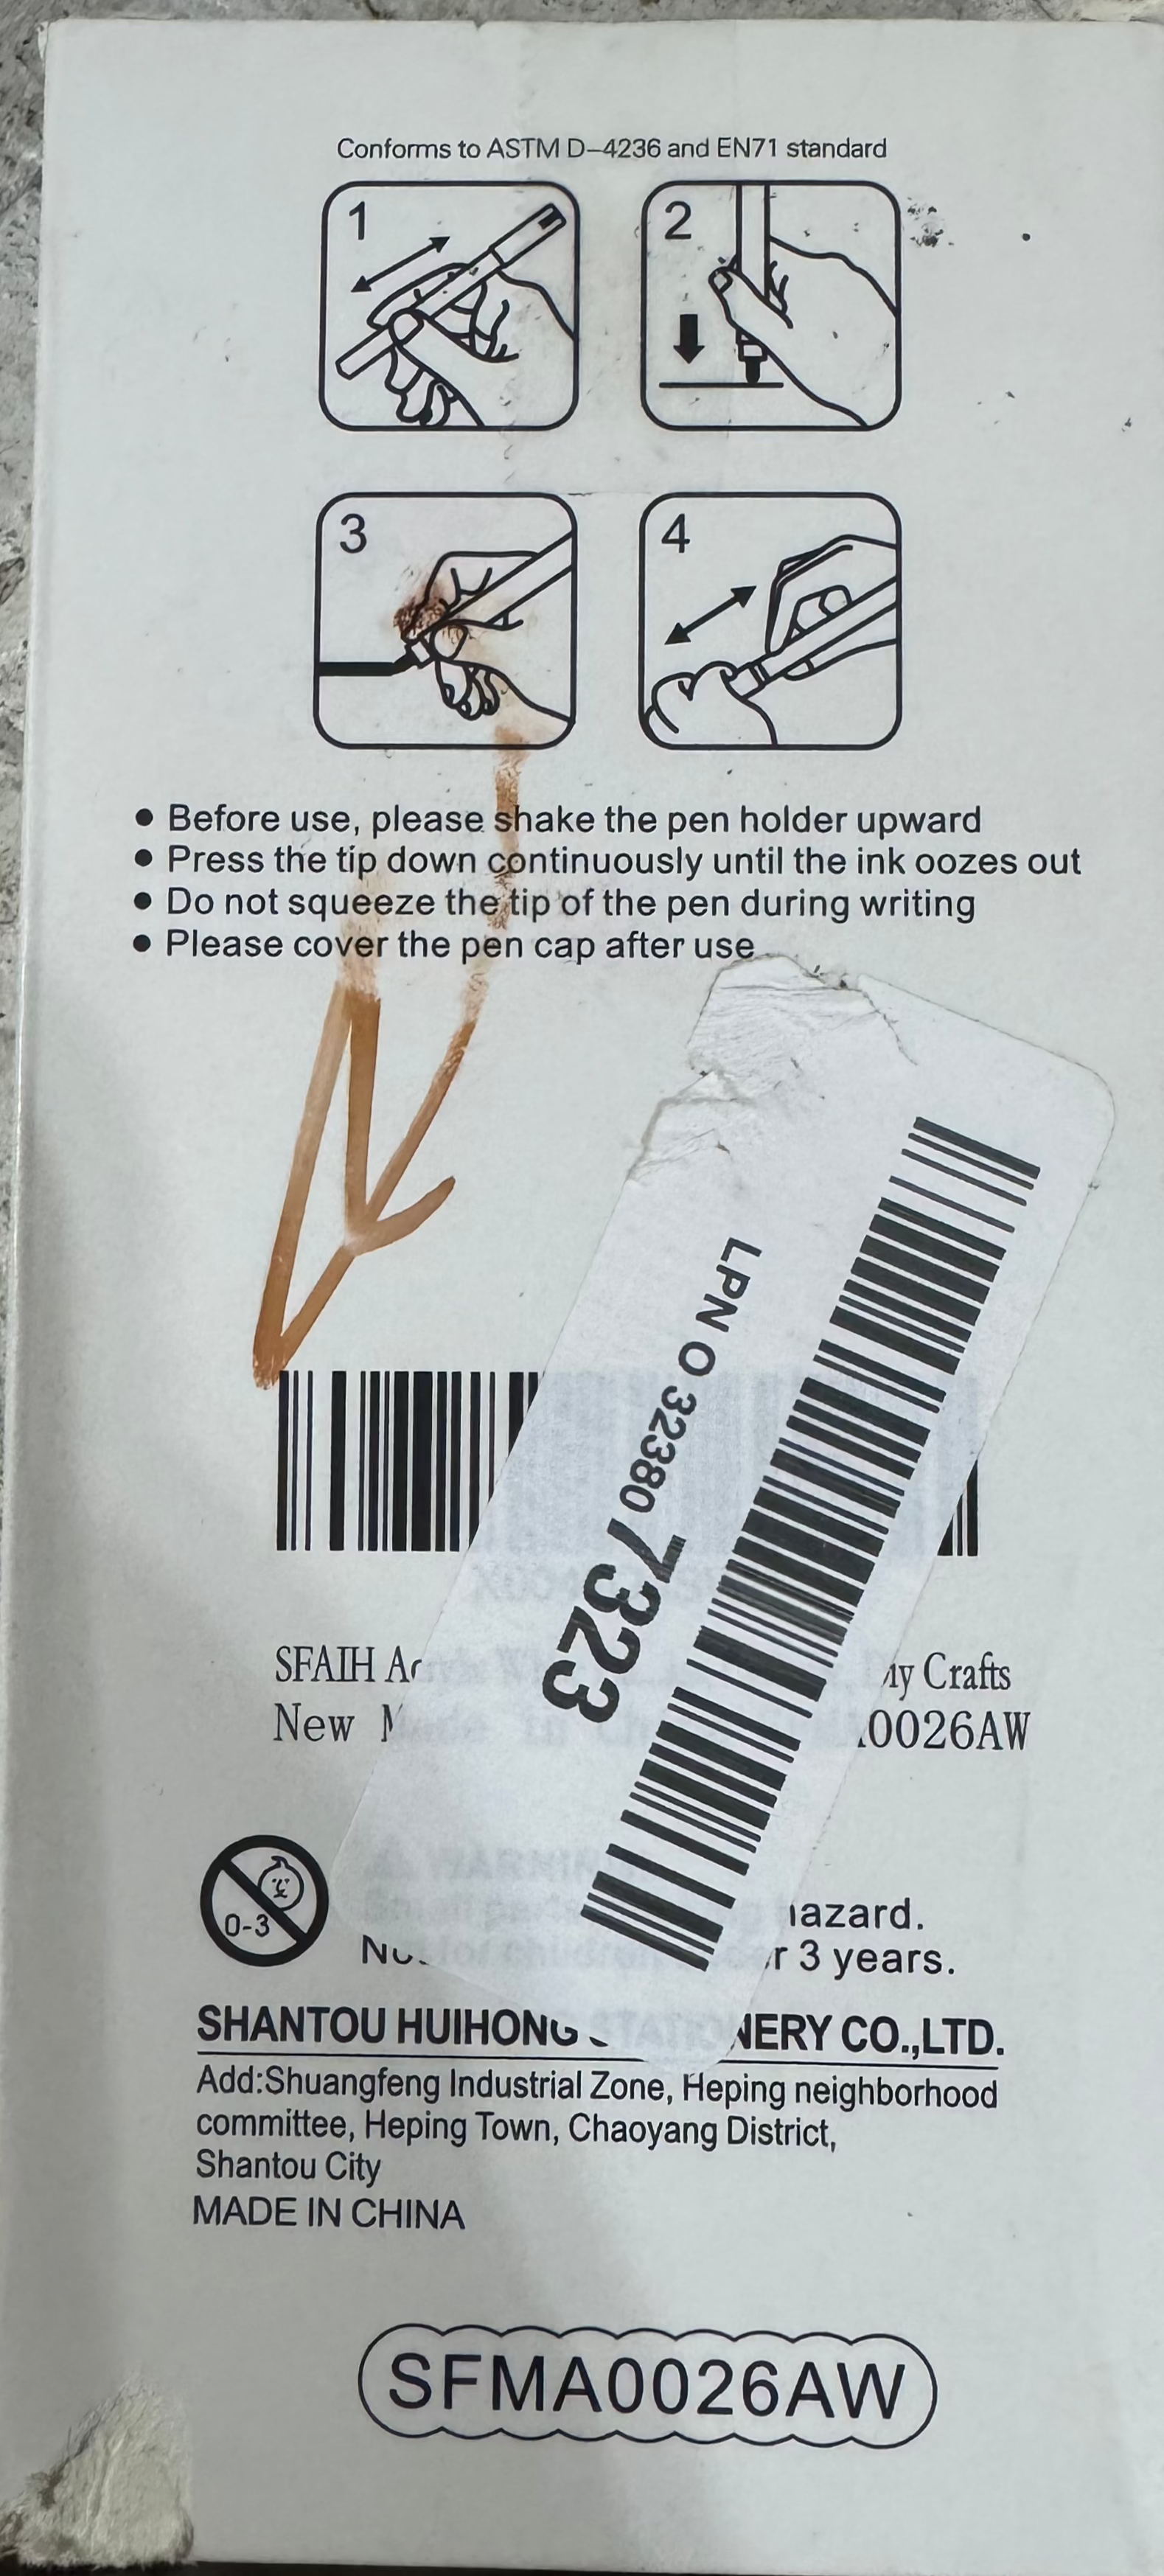 Conforms to ASTM D-4236 and EN71 standard
1
2
3
4
● Before use, please shake the pen holder upward
● Press the tip down continuously until the ink oozes out
● Do not squeeze the tip of the pen during writing
● Please cover the pen cap after use
LPN O 32380 7323
SFAIH Ac
My Crafts
New M
0026AW
0-3
hazard.
3 years.
SHANTOU HUIHONG STATIONERY CO.,LTD.
Add:Shuangfeng Industrial Zone, Heping neighborhood
committee, Heping Town, Chaoyang District,
Shantou City
MADE IN CHINA
SFMA0026AW